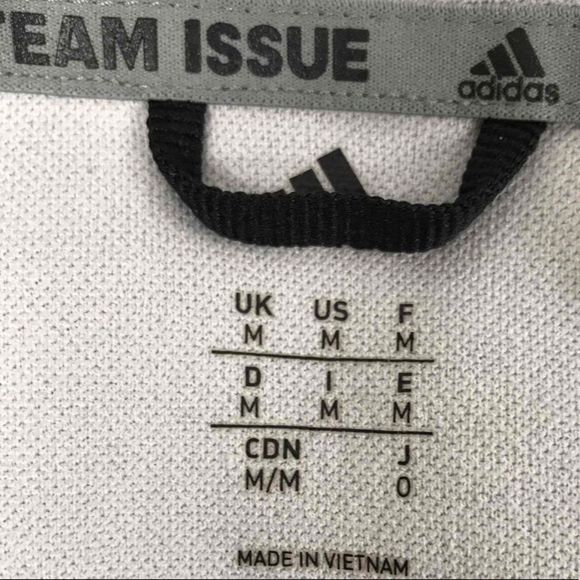 TEAM ISSUE adidas
UK US F
M M M
D I E
M M M
CDN J
M/M O
MADE IN VIETNAM